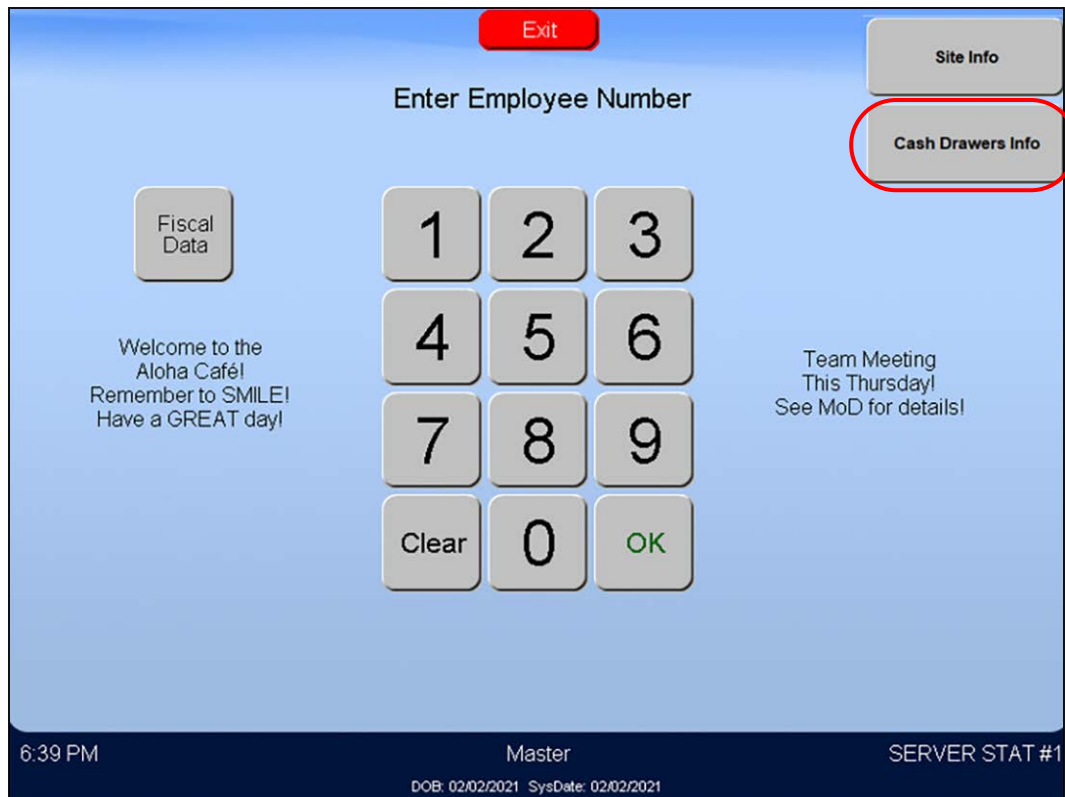 Exit
Site Info
Enter Employee Number
Cash Drawers Info
Fiscal
Data
1 2 3
4 5 6
Welcome to the
Aloha Café!
Remember to SMILE!
Have a GREAT day!
Team Meeting
This Thursday!
See MoD for details!
7 8 9
Clear 0 OK
6:39 PM Master SERVER STAT #1
DOB: 02/02/2021 SysDate: 02/02/2021